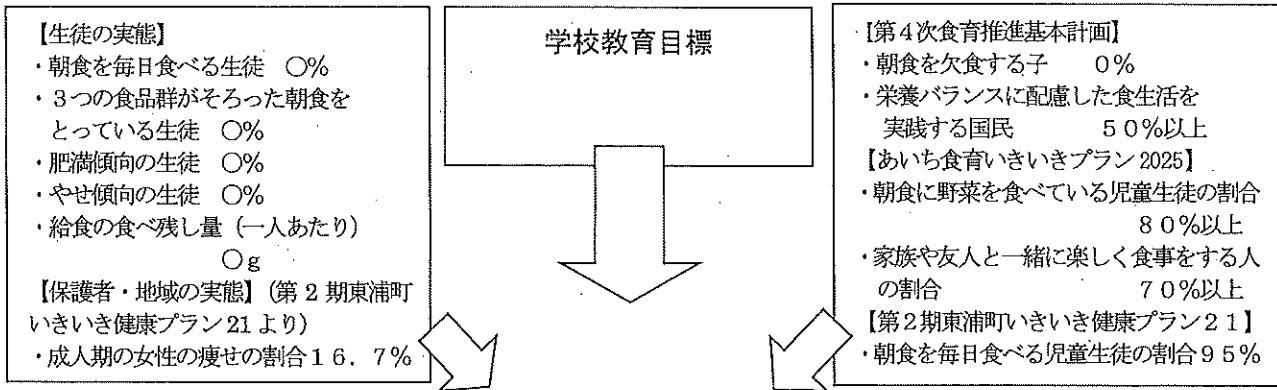 【生徒の実態】
・朝食を毎日食べる生徒　○%
・３つの食品群がそろった朝食を
とっている生徒　○%
・肥満傾向の生徒　○%
・やせ傾向の生徒　○%
・給食の食べ残し量（一人あたり）
○g
【保護者・地域の実態】（第２期東浦町
いきいき健康プラン21より）
・成人期の女性の痩せの割合１６．７%
学校教育目標
【第４次食育推進基本計画】
・朝食を欠食する子　０%
・栄養バランスに配慮した食生活を
実践する国民　５０%以上
【あいち食育いきいきプラン2025】
・朝食に野菜を食べている児童生徒の割合
８０%以上
・家族や友人と一緒に楽しく食事をする人
の割合　７０%以上
【第２期東浦町いきいき健康プラン２１】
・朝食を毎日食べる児童生徒の割合９５%